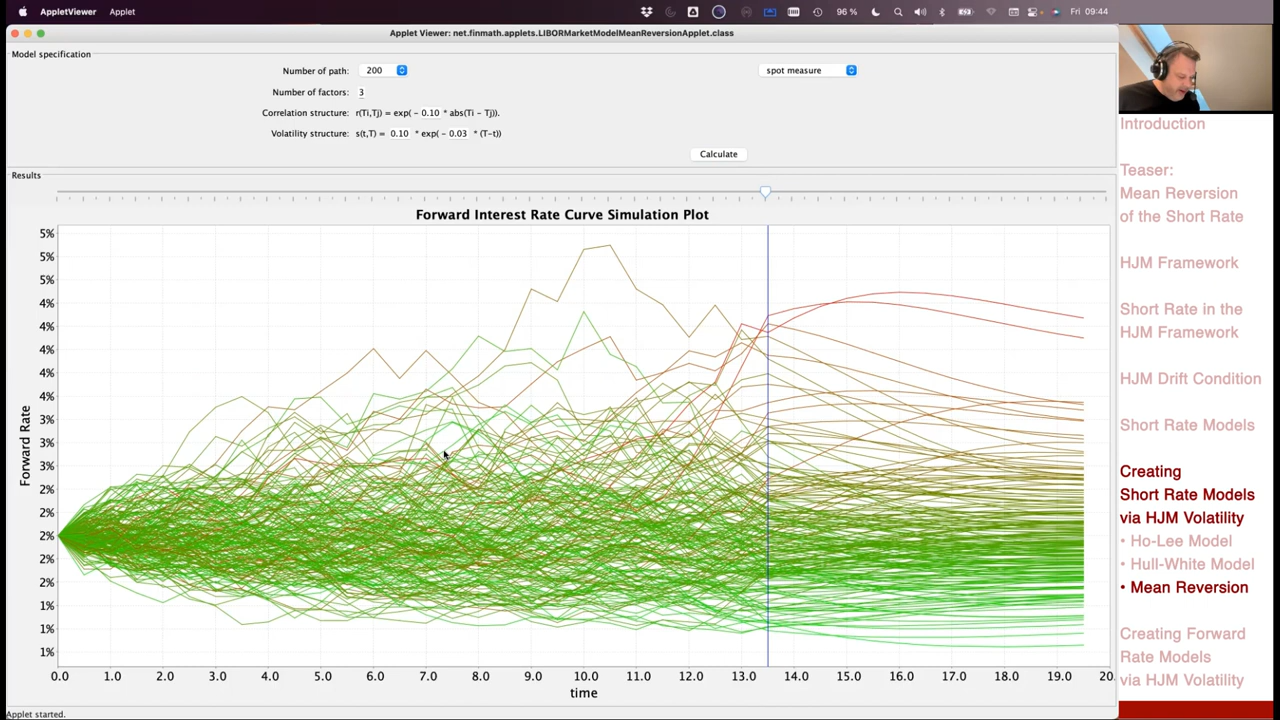 AppletViewer Applet 96 % Fri 09:44
Applet Viewer: net.finmath.applets.LIBORMarketModelMeanReversionApplet.class
Model specification
Number of path: 200 spot measure
Number of factors: 3
Correlation structure: r(Ti,Tj) = exp( - 0.10 * abs(Ti - Tj)).
Volatility structure: s(t,T) = 0.10 * exp( - 0.03 * (T-t))
Calculate
Results
Forward Interest Rate Curve Simulation Plot
5%
5%
5%
4%
4%
4%
4%
4%
3%
3%
3%
2%
2%
2%
2%
2%
1%
1%
1%
Forward Rate
0.0 1.0 2.0 3.0 4.0 5.0 6.0 7.0 8.0 9.0 10.0 11.0 12.0 13.0 14.0 15.0 16.0 17.0 18.0 19.0 20.
time
Applet started.
Introduction
Teaser:
Mean Reversion
of the Short Rate
HJM Framework
Short Rate in the
HJM Framework
HJM Drift Condition
Short Rate Models
Creating
Short Rate Models
via HJM Volatility
• Ho-Lee Model
• Hull-White Model
• Mean Reversion
Creating Forward
Rate Models
via HJM Volatility